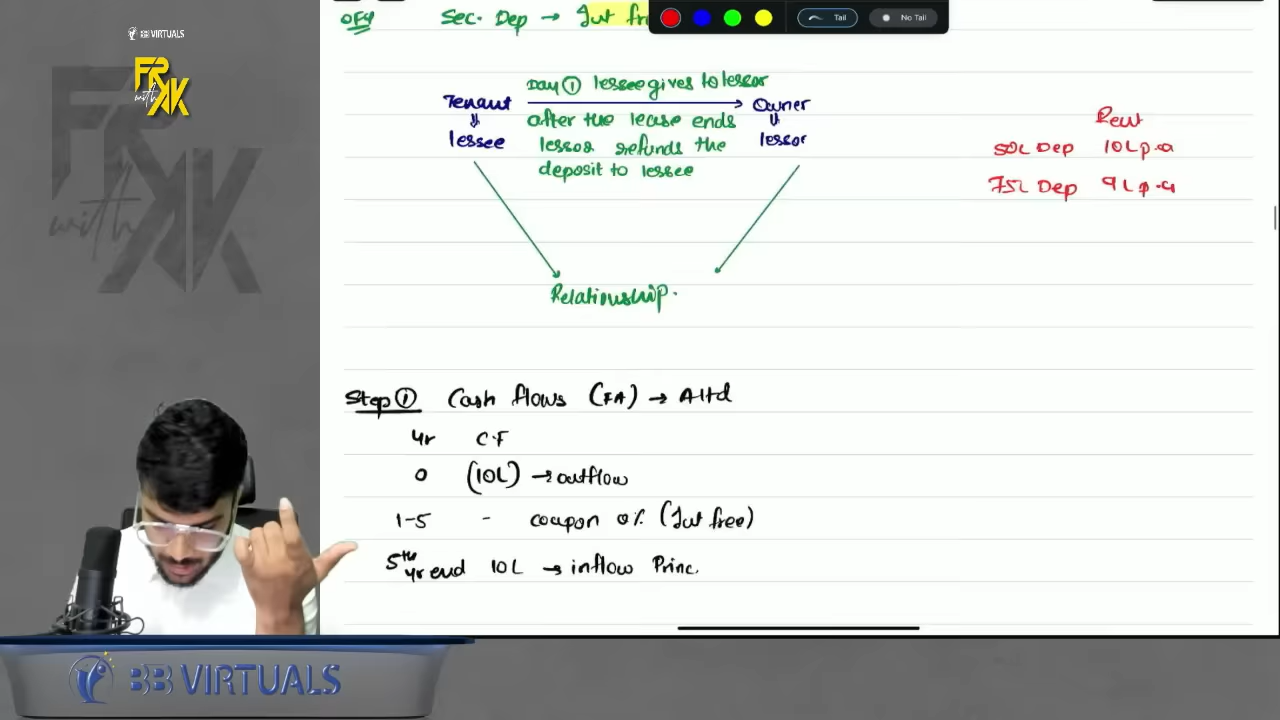 BB VIRTUALS
FR
with
AK
Tail
No Tail
Sec. Dep → Int fr
Day ① lessee gives to lessor
Tenant
Owner
after the lease ends
lessee
lessor
lessor refunds the
deposit to lessee
Relationship.
Rent
50L Dep 10L p.a
75L Dep 9L p.a
Step ① Cash flows (FA) → A Ltd
Yr C.F
0 (10L) → outflow
1-5 - coupon 0% (Int free)
5th yr end 10L → inflow Princ.
BB VIRTUALS